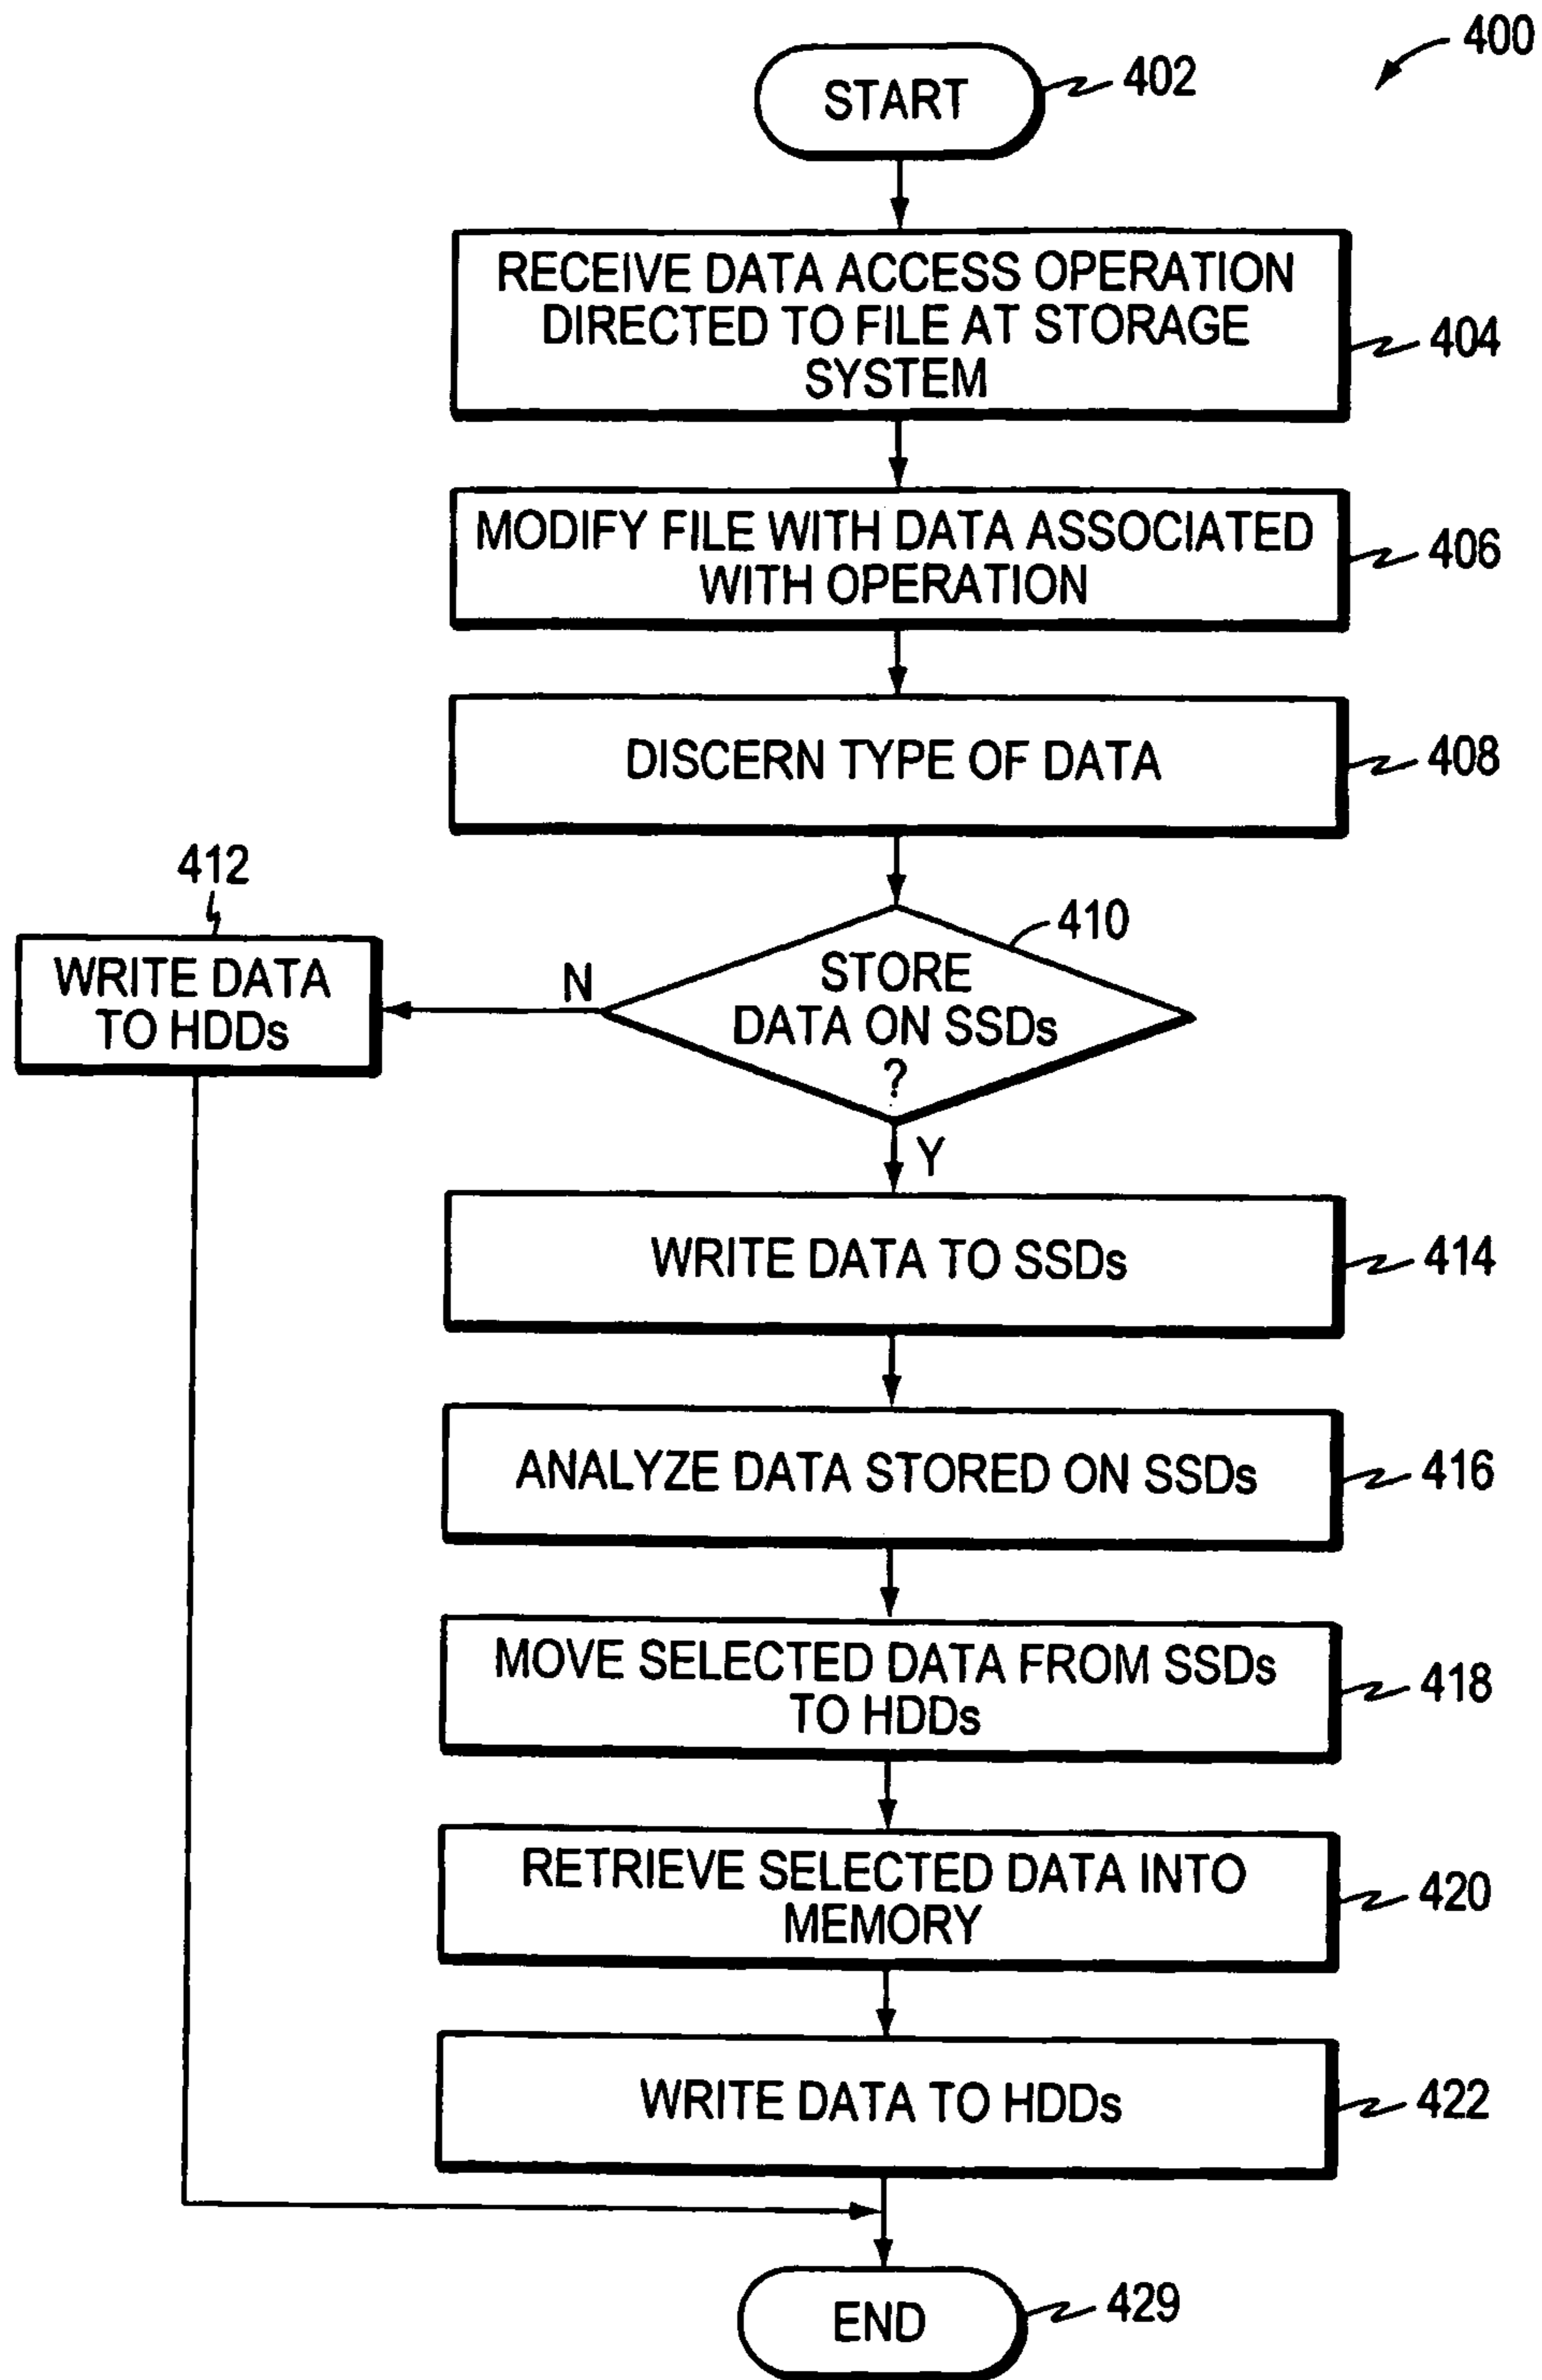 400
START
402
RECEIVE DATA ACCESS OPERATION
DIRECTED TO FILE AT STORAGE
SYSTEM
404
MODIFY FILE WITH DATA ASSOCIATED
WITH OPERATION
406
DISCERN TYPE OF DATA
408
412
WRITE DATA
TO HDDs
N
410
STORE
DATA ON SSDs
?
Y
WRITE DATA TO SSDs
414
ANALYZE DATA STORED ON SSDs
416
MOVE SELECTED DATA FROM SSDs
TO HDDs
418
RETRIEVE SELECTED DATA INTO
MEMORY
420
WRITE DATA TO HDDs
422
END
429